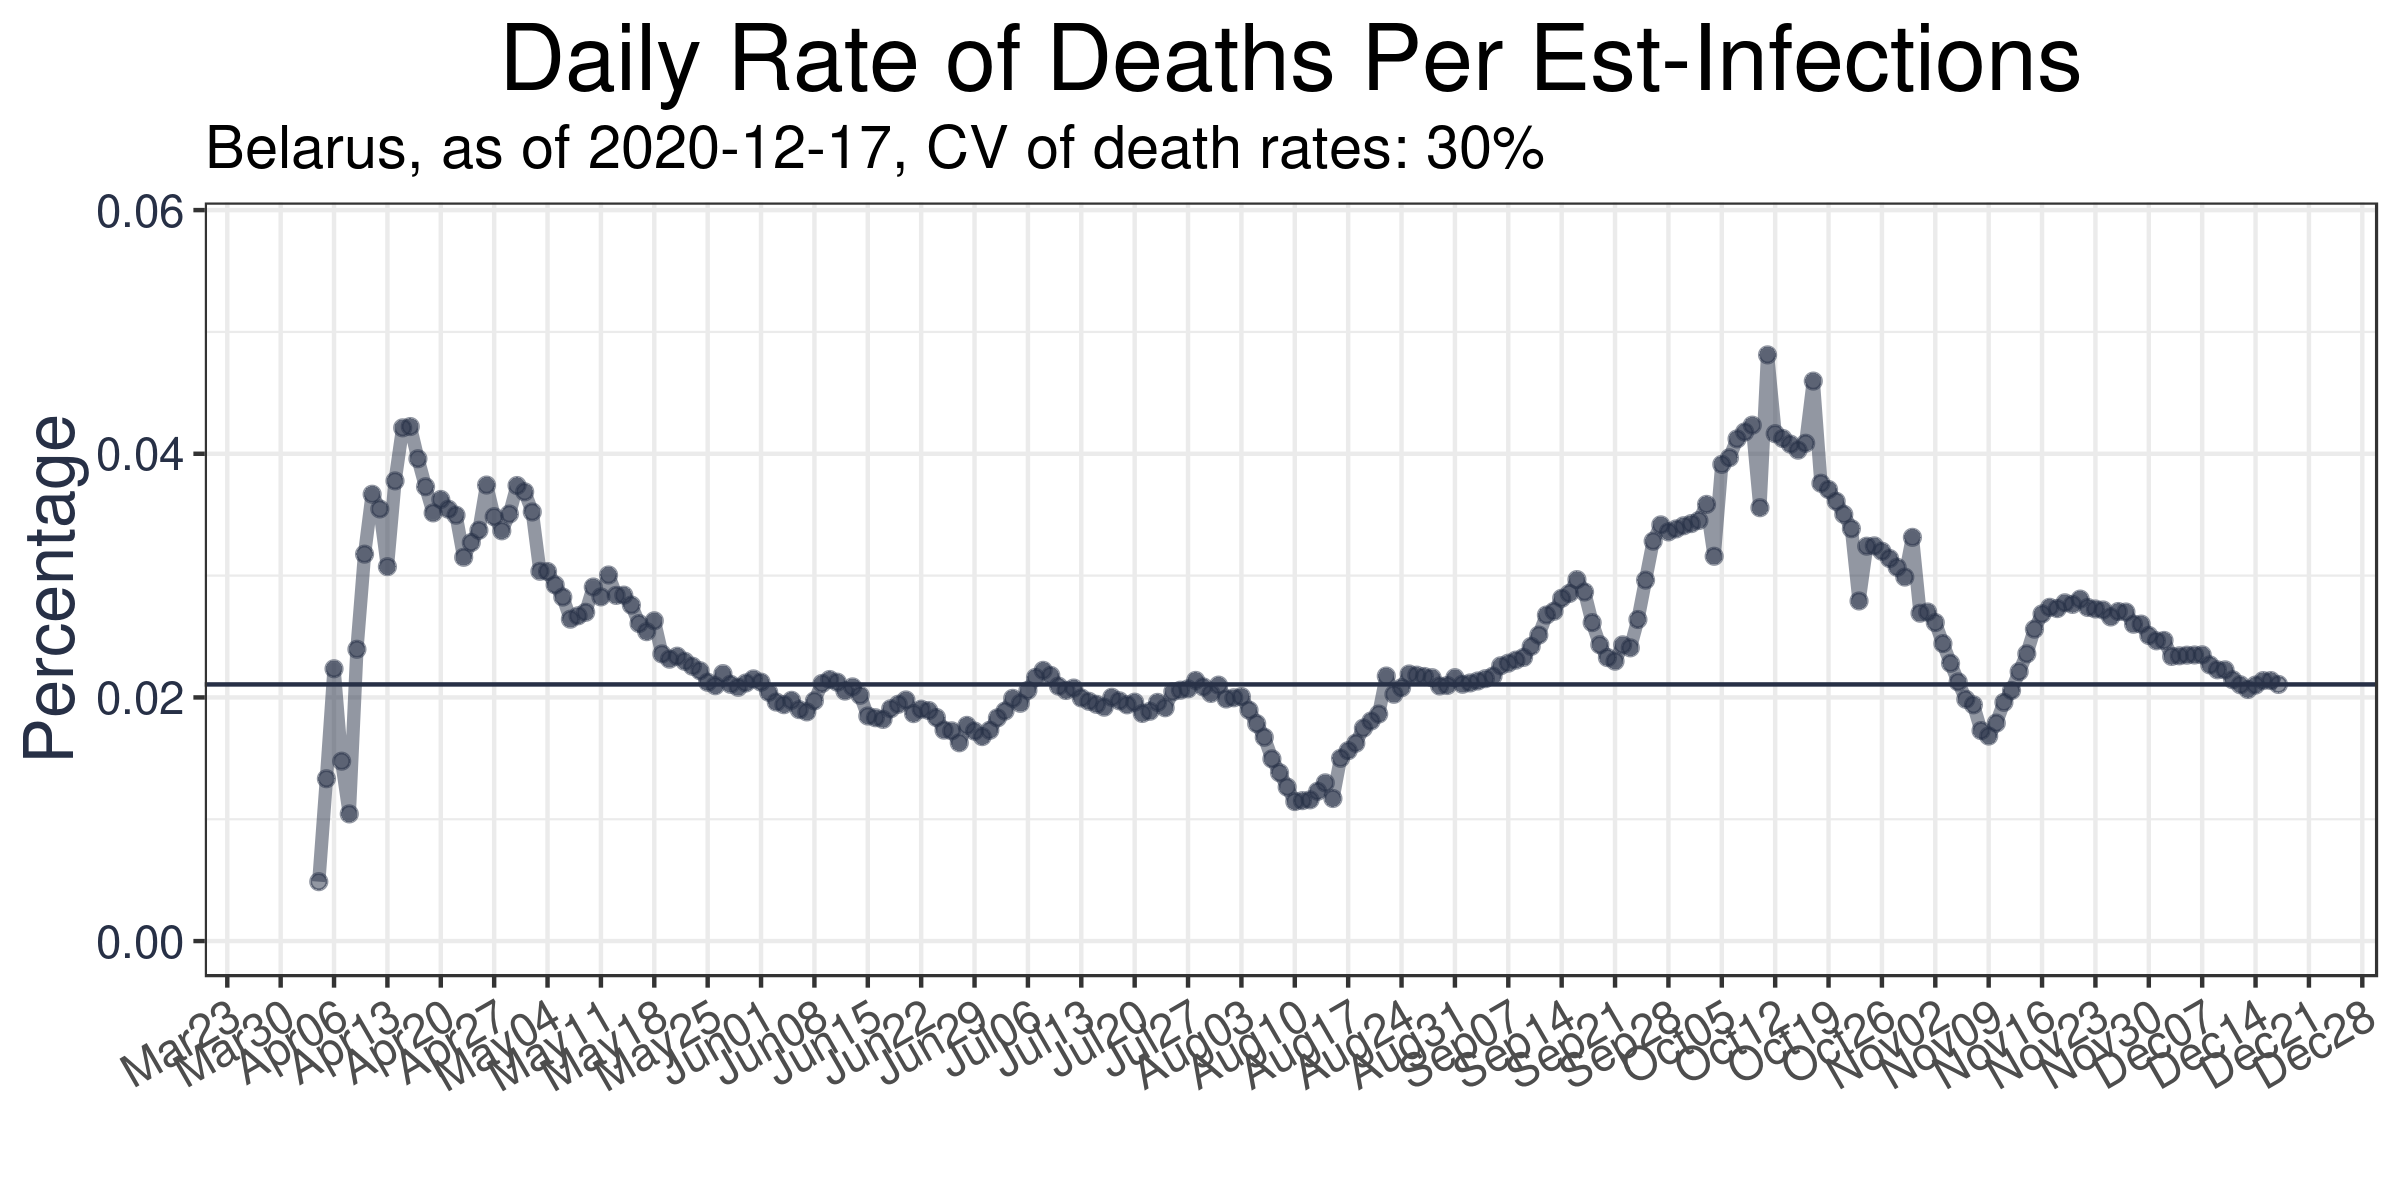 Daily Rate of Deaths Per Est-Infections
Belarus, as of 2020-12-17, CV of death rates: 30%
Percentage
0.06
0.04
0.02
0.00
Mar23
Mar30
Apr06
Apr13
Apr20
Apr27
May04
May11
May18
May25
Jun01
Jun08
Jun15
Jun22
Jun29
Jul06
Jul13
Jul20
Jul27
Aug03
Aug10
Aug17
Aug24
Aug31
Sep07
Sep14
Sep21
Sep28
Oct05
Oct12
Oct19
Oct26
Nov02
Nov09
Nov16
Nov23
Nov30
Dec07
Dec14
Dec21
Dec28